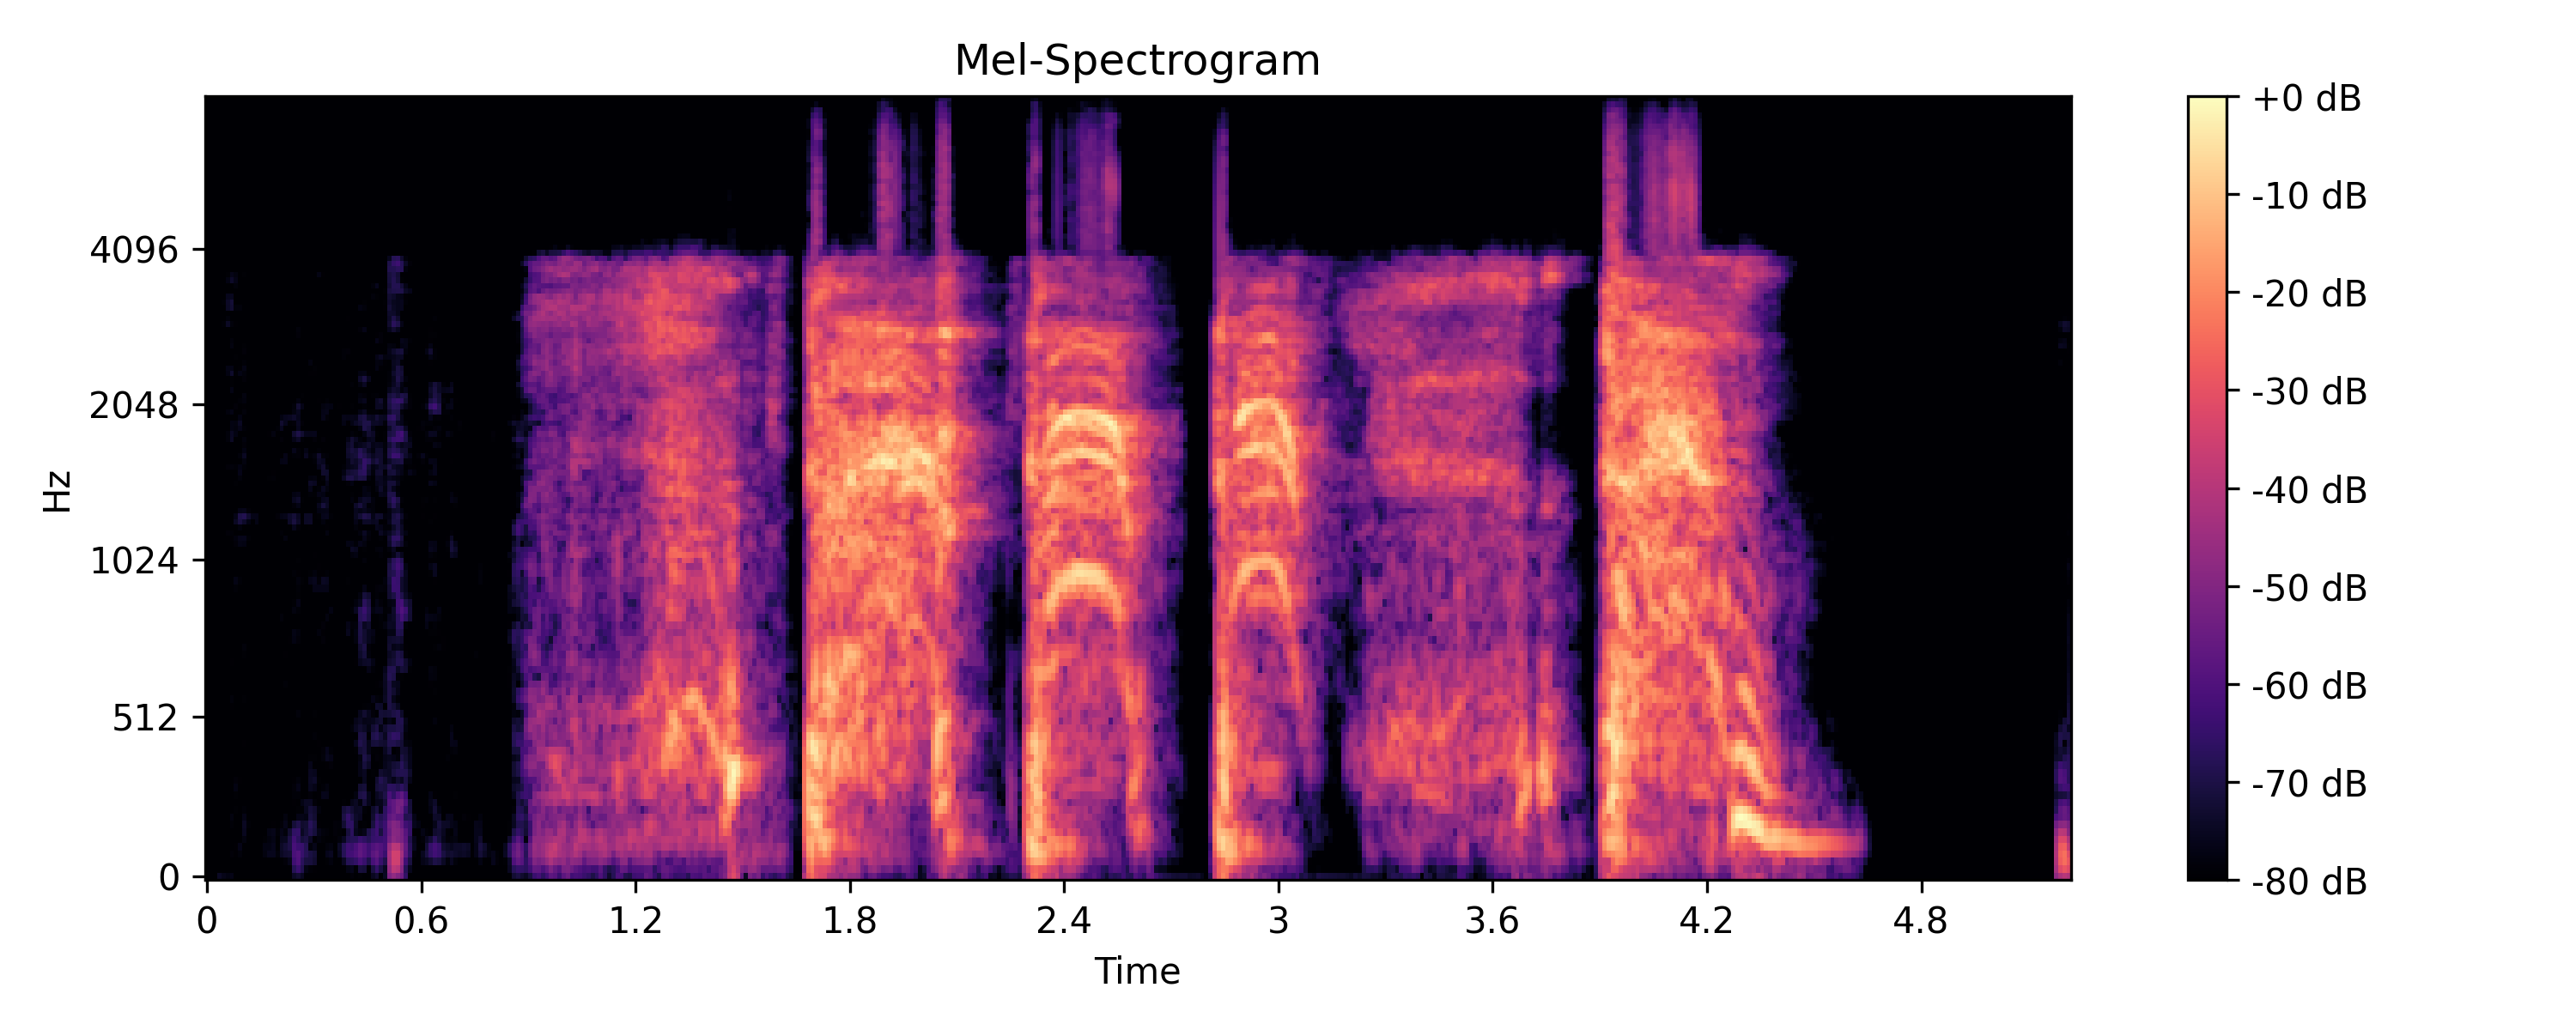 Mel-Spectrogram
+0 dB
-10 dB
-20 dB
-30 dB
-40 dB
-50 dB
-60 dB
-70 dB
-80 dB
4096
2048
1024
512
0
Hz
0 0.6 1.2 1.8 2.4 3 3.6 4.2 4.8
Time